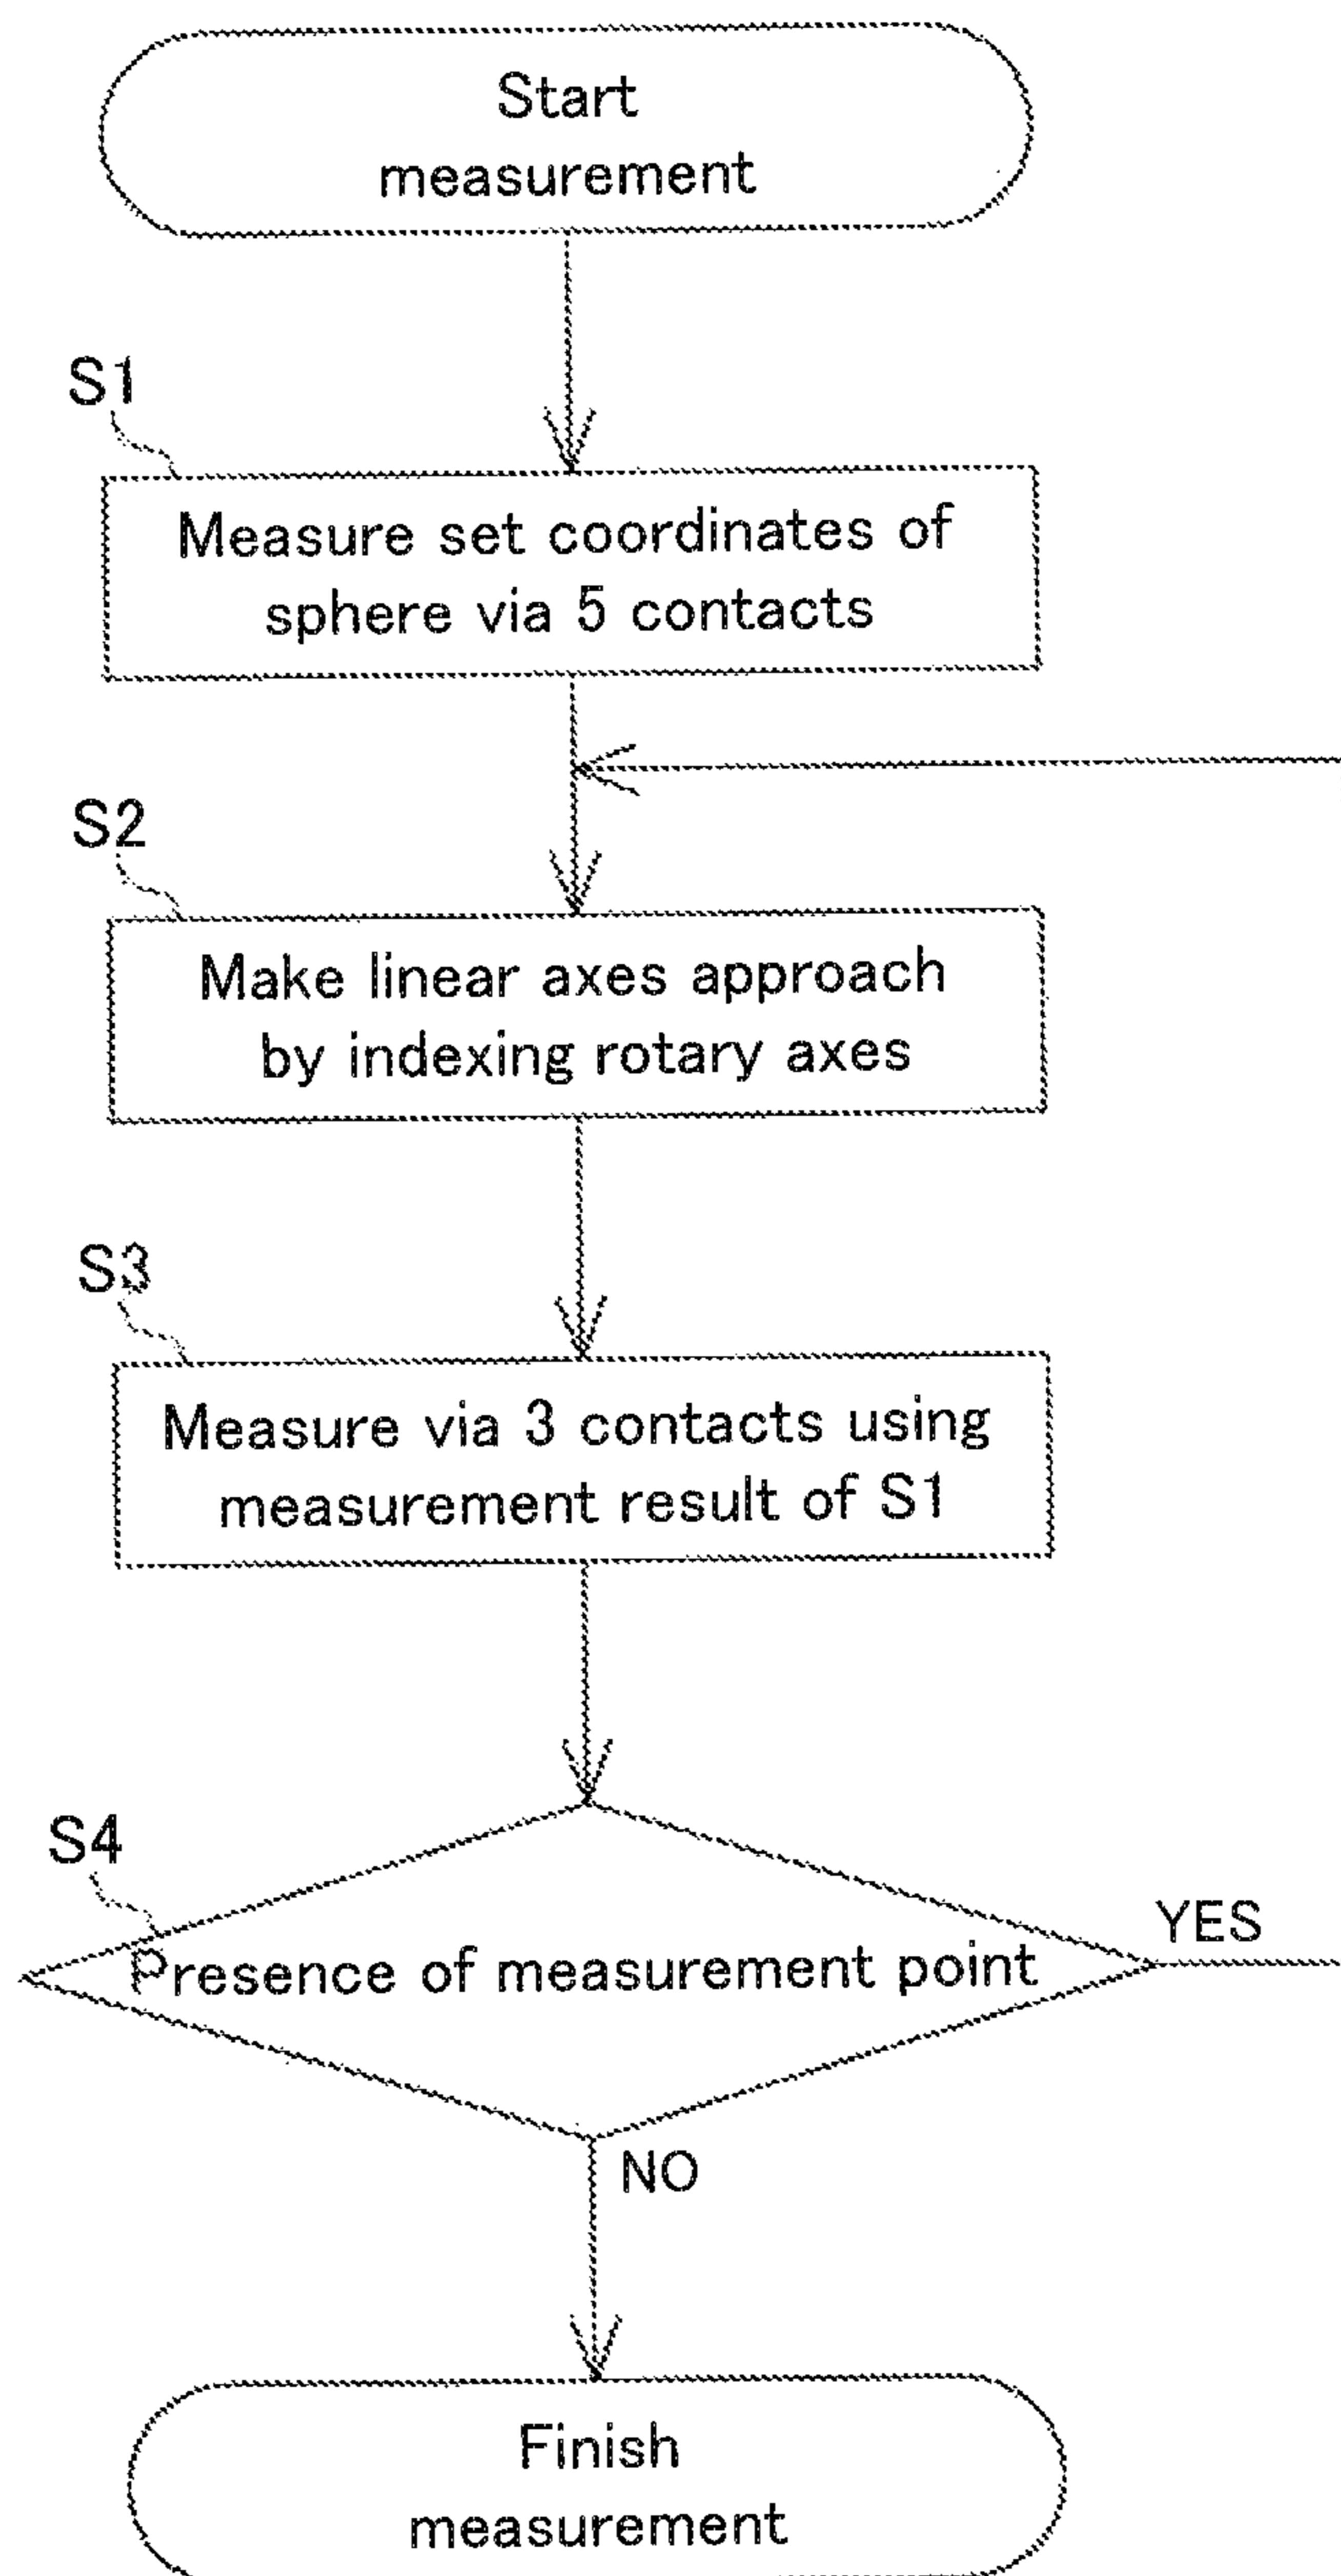 Start
measurement
S1
Measure set coordinates of
sphere via 5 contacts
S2
Make linear axes approach
by indexing rotary axes
S3
Measure via 3 contacts using
measurement result of S1
S4
Presence of measurement point
YES
NO
Finish
measurement